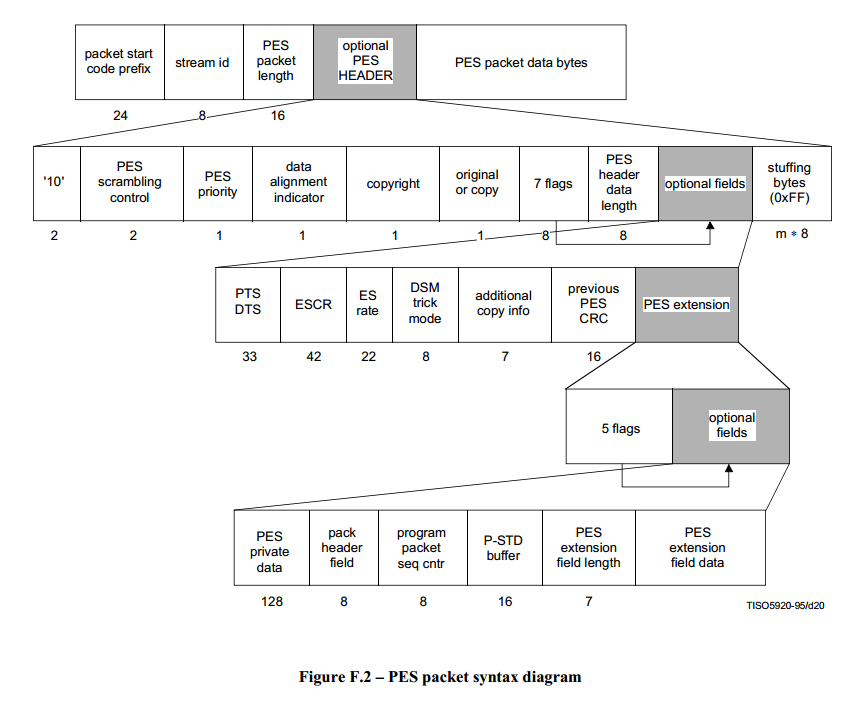 packet start
code prefix
stream id
PES
packet
length
optional
PES
HEADER
PES packet data bytes
24
8
16
'10'
PES
scrambling
control
PES
priority
data
alignment
indicator
copyright
original
or copy
7 flags
PES
header
data
length
optional fields
stuffing
bytes
(0xFF)
2
2
1
1
1
1
8
8
m * 8
PTS
DTS
ESCR
ES
rate
DSM
trick
mode
additional
copy info
previous
PES
CRC
PES extension
33
42
22
8
7
16
5 flags
optional
fields
PES
private
data
pack
header
field
program
packet
seq cntr
P-STD
buffer
PES
extension
field length
PES
extension
field data
128
8
8
16
7
TISO5920-95/d20
Figure F.2 – PES packet syntax diagram